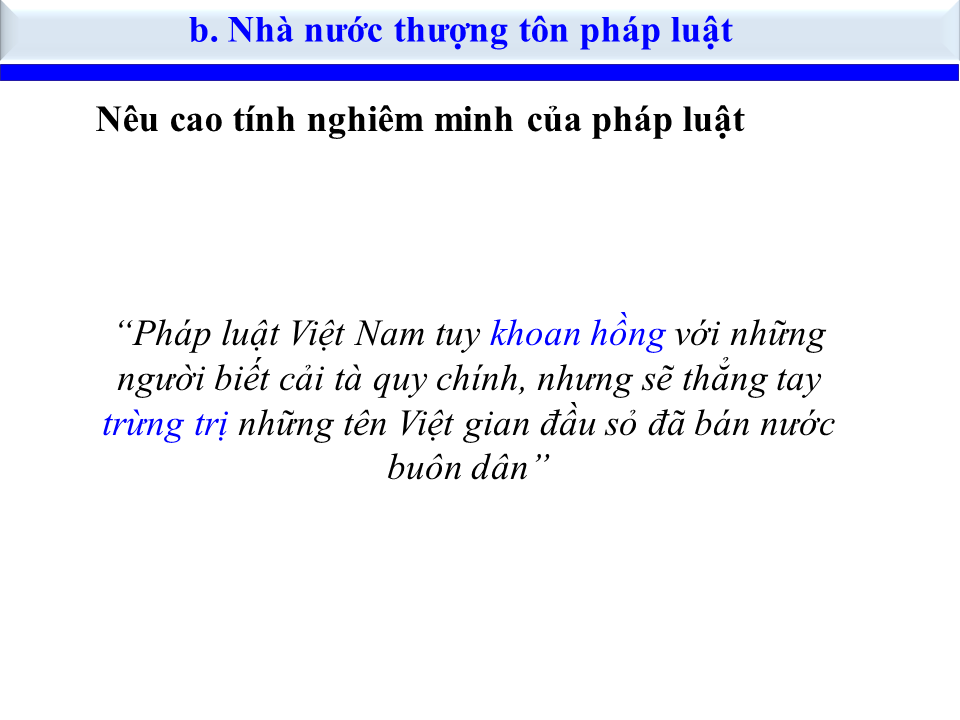 b. Nhà nước thượng tôn pháp luật
Nêu cao tính nghiêm minh của pháp luật
“Pháp luật Việt Nam tuy khoan hồng với những
người biết cải tà quy chính, nhưng sẽ thẳng tay
trừng trị những tên Việt gian đầu sỏ đã bán nước
buôn dân”